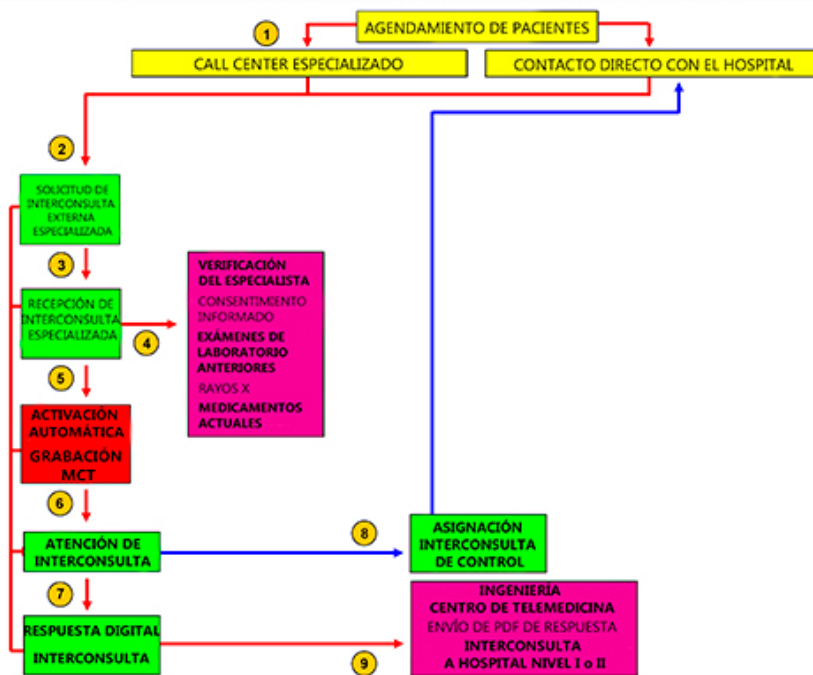 AGENDAMIENTO DE PACIENTES
1
CALL CENTER ESPECIALIZADO
CONTACTO DIRECTO CON EL HOSPITAL
2
SOLICITUD DE
INTERCONSULTA
EXTERNA
ESPECIALIZADA
3
RECEPCIÓN DE
INTERCONSULTA
ESPECIALIZADA
4
VERIFICACIÓN
DEL ESPECIALISTA
CONSENTIMIENTO
INFORMADO
EXÁMENES DE
LABORATORIO
ANTERIORES
RAYOS X
MEDICAMENTOS
ACTUALES
5
ACTIVACIÓN
AUTOMÁTICA
GRABACIÓN
MCT
6
ATENCIÓN DE
INTERCONSULTA
8
ASIGNACIÓN
INTERCONSULTA
DE CONTROL
7
RESPUESTA DIGITAL
INTERCONSULTA
9
INGENIERÍA
CENTRO DE TELEMEDICINA
ENVÍO DE PDF DE RESPUESTA
INTERCONSULTA
A HOSPITAL NIVEL I o II